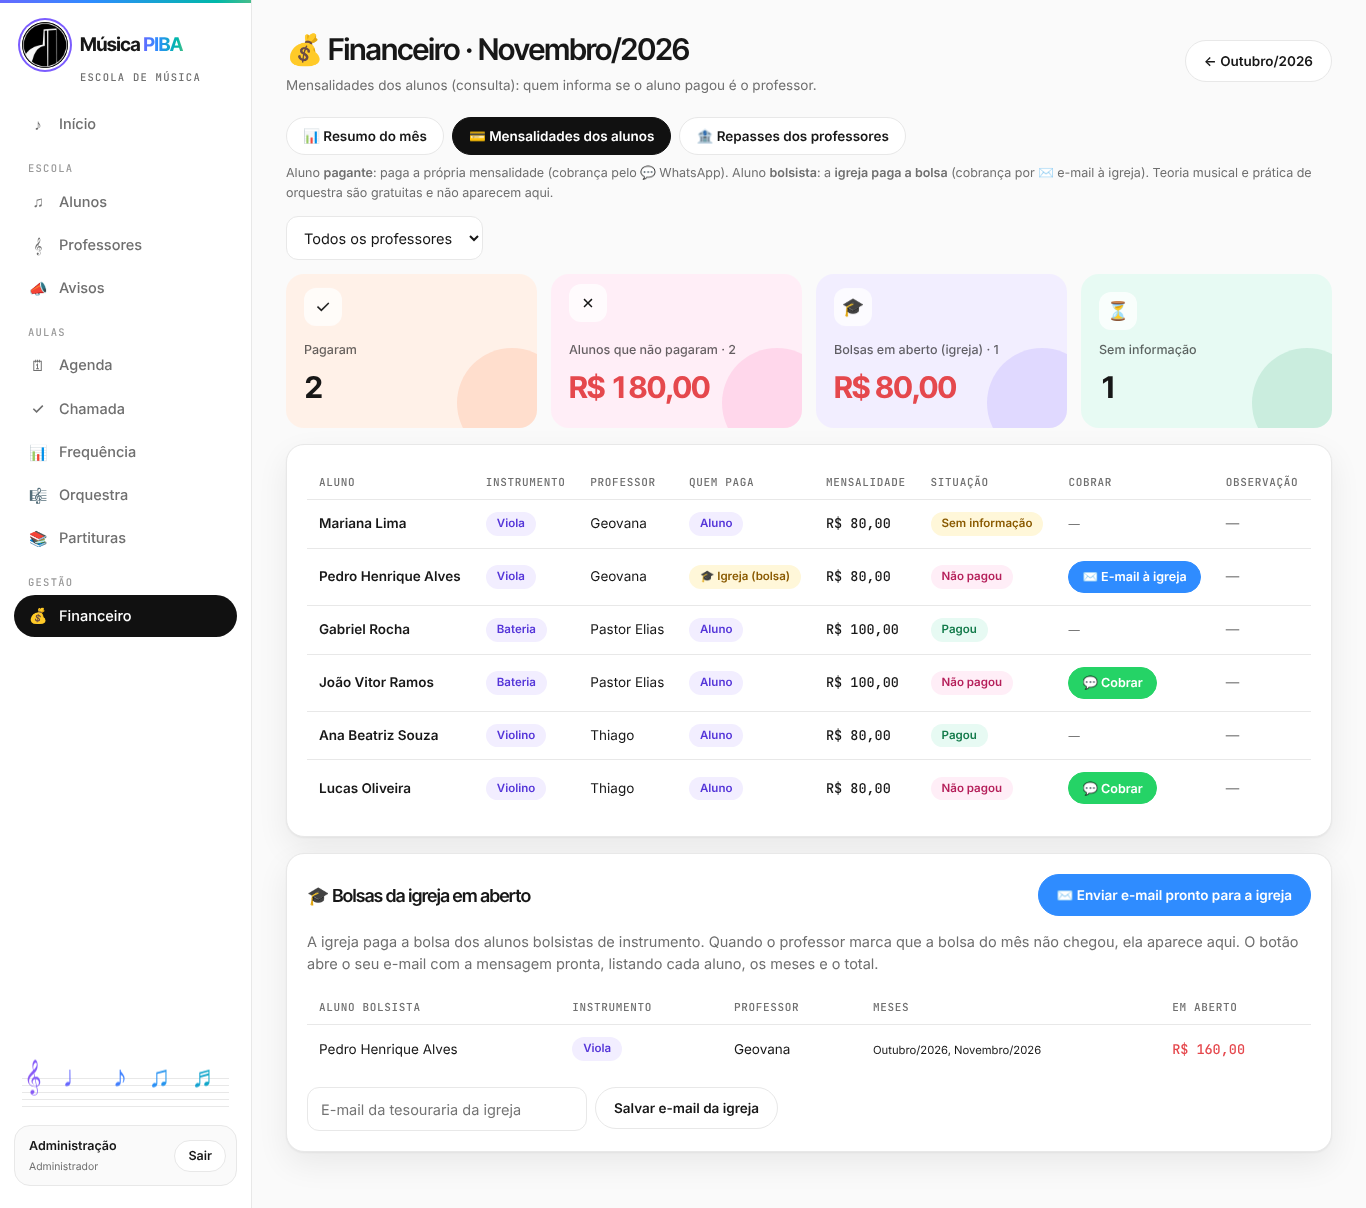 Música PIBA
ESCOLA DE MÚSICA
Início
ESCOLA
Alunos
Professores
Avisos
AULAS
Agenda
Chamada
Frequência
Orquestra
Partituras
GESTÃO
Financeiro
Administração
Administrador
Sair
Financeiro · Novembro/2026
← Outubro/2026
Mensalidades dos alunos (consulta): quem informa se o aluno pagou é o professor.
Resumo do mês
Mensalidades dos alunos
Repasses dos professores
Aluno pagante: paga a própria mensalidade (cobrança pelo 💬 WhatsApp). Aluno bolsista: a igreja paga a bolsa (cobrança por ✉️ e-mail à igreja). Teoria musical e prática de
orquestra são gratuitas e não aparecem aqui.
Todos os professores
Pagaram
2
Alunos que não pagaram · 2
R$ 180,00
Bolsas em aberto (igreja) · 1
R$ 80,00
Sem informação
1
ALUNO INSTRUMENTO PROFESSOR QUEM PAGA MENSALIDADE SITUAÇÃO COBRAR OBSERVAÇÃO
Mariana Lima Viola Geovana Aluno R$ 80,00 Sem informação — —
Pedro Henrique Alves Viola Geovana 🎓 Igreja (bolsa) R$ 80,00 Não pagou ✉️ E-mail à igreja —
Gabriel Rocha Bateria Pastor Elias Aluno R$ 100,00 Pagou — —
João Vitor Ramos Bateria Pastor Elias Aluno R$ 100,00 Não pagou 💬 Cobrar —
Ana Beatriz Souza Violino Thiago Aluno R$ 80,00 Pagou — —
Lucas Oliveira Violino Thiago Aluno R$ 80,00 Não pagou 💬 Cobrar —
🎓 Bolsas da igreja em aberto
✉️ Enviar e-mail pronto para a igreja
A igreja paga a bolsa dos alunos bolsistas de instrumento. Quando o professor marca que a bolsa do mês não chegou, ela aparece aqui. O botão
abre o seu e-mail com a mensagem pronta, listando cada aluno, os meses e o total.
ALUNO BOLSISTA INSTRUMENTO PROFESSOR MESES EM ABERTO
Pedro Henrique Alves Viola Geovana Outubro/2026, Novembro/2026 R$ 160,00
E-mail da tesouraria da igreja
Salvar e-mail da igreja